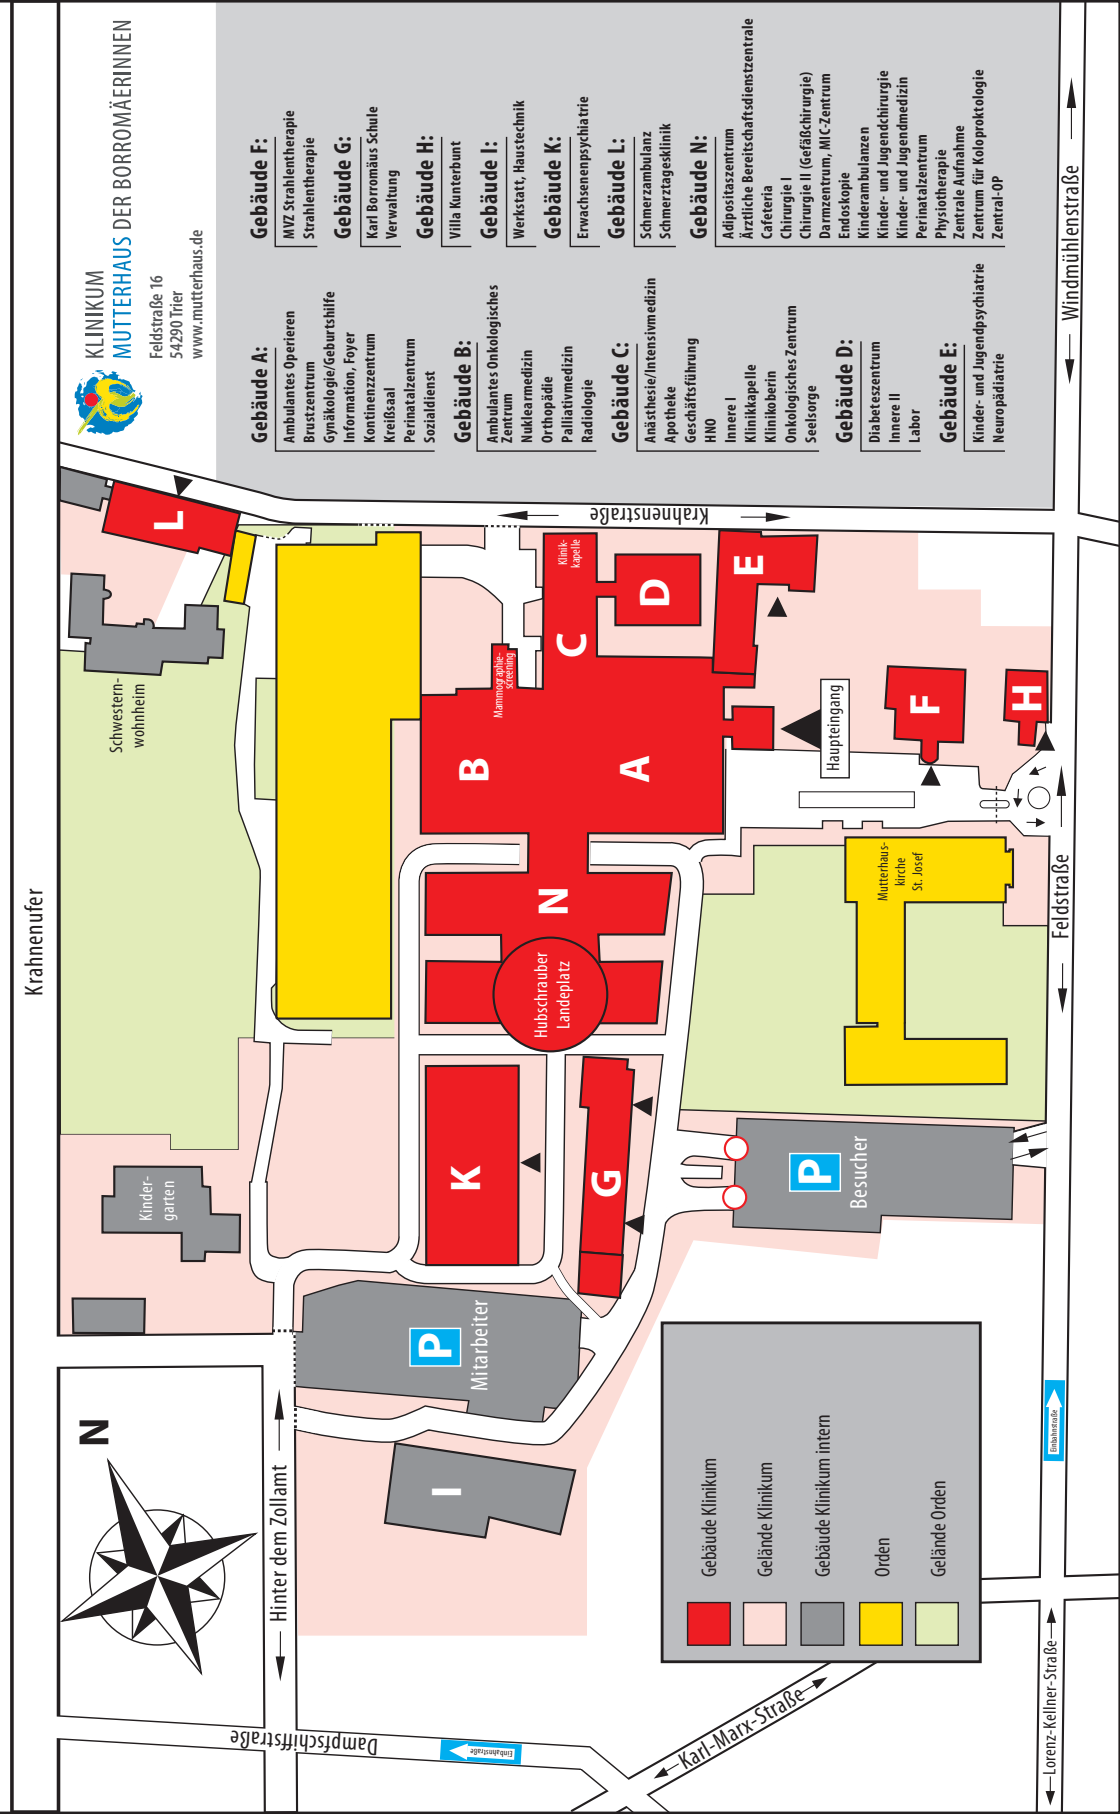 KLINIKUM
MUTTERHAUS DER BORROMÄERINNEN
Feldstraße 16
54290 Trier
www.mutterhaus.de
Gebäude A:
Ambulantes Operieren
Brustzentrum
Gynäkologie/Geburtshilfe
Information, Foyer
Kontinenzzentrum
Kreißsaal
Perinatalzentrum
Sozialdienst
Gebäude B:
Ambulantes Onkologisches
Zentrum
Nuklearmedizin
Orthopädie
Palliativmedizin
Radiologie
Gebäude C:
Anästhesie/Intensivmedizin
Apotheke
Geschäftsführung
HNO
Innere I
Klinikkapelle
Klinikoberin
Onkologisches Zentrum
Seelsorge
Gebäude D:
Diabeteszentrum
Innere II
Labor
Gebäude E:
Kinder- und Jugendpsychiatrie
Neuropädiatrie
Gebäude F:
MVZ Strahlentherapie
Strahlentherapie
Gebäude G:
Karl Borromäus Schule
Verwaltung
Gebäude H:
Villa Kunterbunt
Gebäude I:
Werkstatt, Haustechnik
Gebäude K:
Erwachsenenpsychiatrie
Gebäude L:
Schmerzambulanz
Schmerztagesklinik
Gebäude N:
Adipositaszentrum
Ärztliche Bereitschaftsdienstzentrale
Cafeteria
Chirurgie I
Chirurgie II (Gefäßchirurgie)
Darmzentrum, MIC-Zentrum
Endoskopie
Kinderambulanzen
Kinder- und Jugendchirurgie
Kinder- und Jugendmedizin
Perinatalzentrum
Physiotherapie
Zentrale Aufnahme
Zentrum für Koloproktologie
Zentral-OP
Krahnenufer
Krahnenstraße
Windmühlenstraße
Feldstraße
Hinter dem Zollamt
Dampfschiffstraße
Einbahnstraße
Karl-Marx-Straße
Lorenz-Kellner-Straße
Einbahnstraße
N
Schwestern-
wohnheim
Kinder-
garten
L
B
A
C
D
E
F
H
N
K
G
I
Klinik-
kapelle
Mammographie-
screening
Hubschrauber
Landeplatz
Haupteingang
Mutterhaus-
kirche
St. Josef
P
Besucher
P
Mitarbeiter
Gebäude Klinikum
Gelände Klinikum
Gebäude Klinikum intern
Orden
Gelände Orden